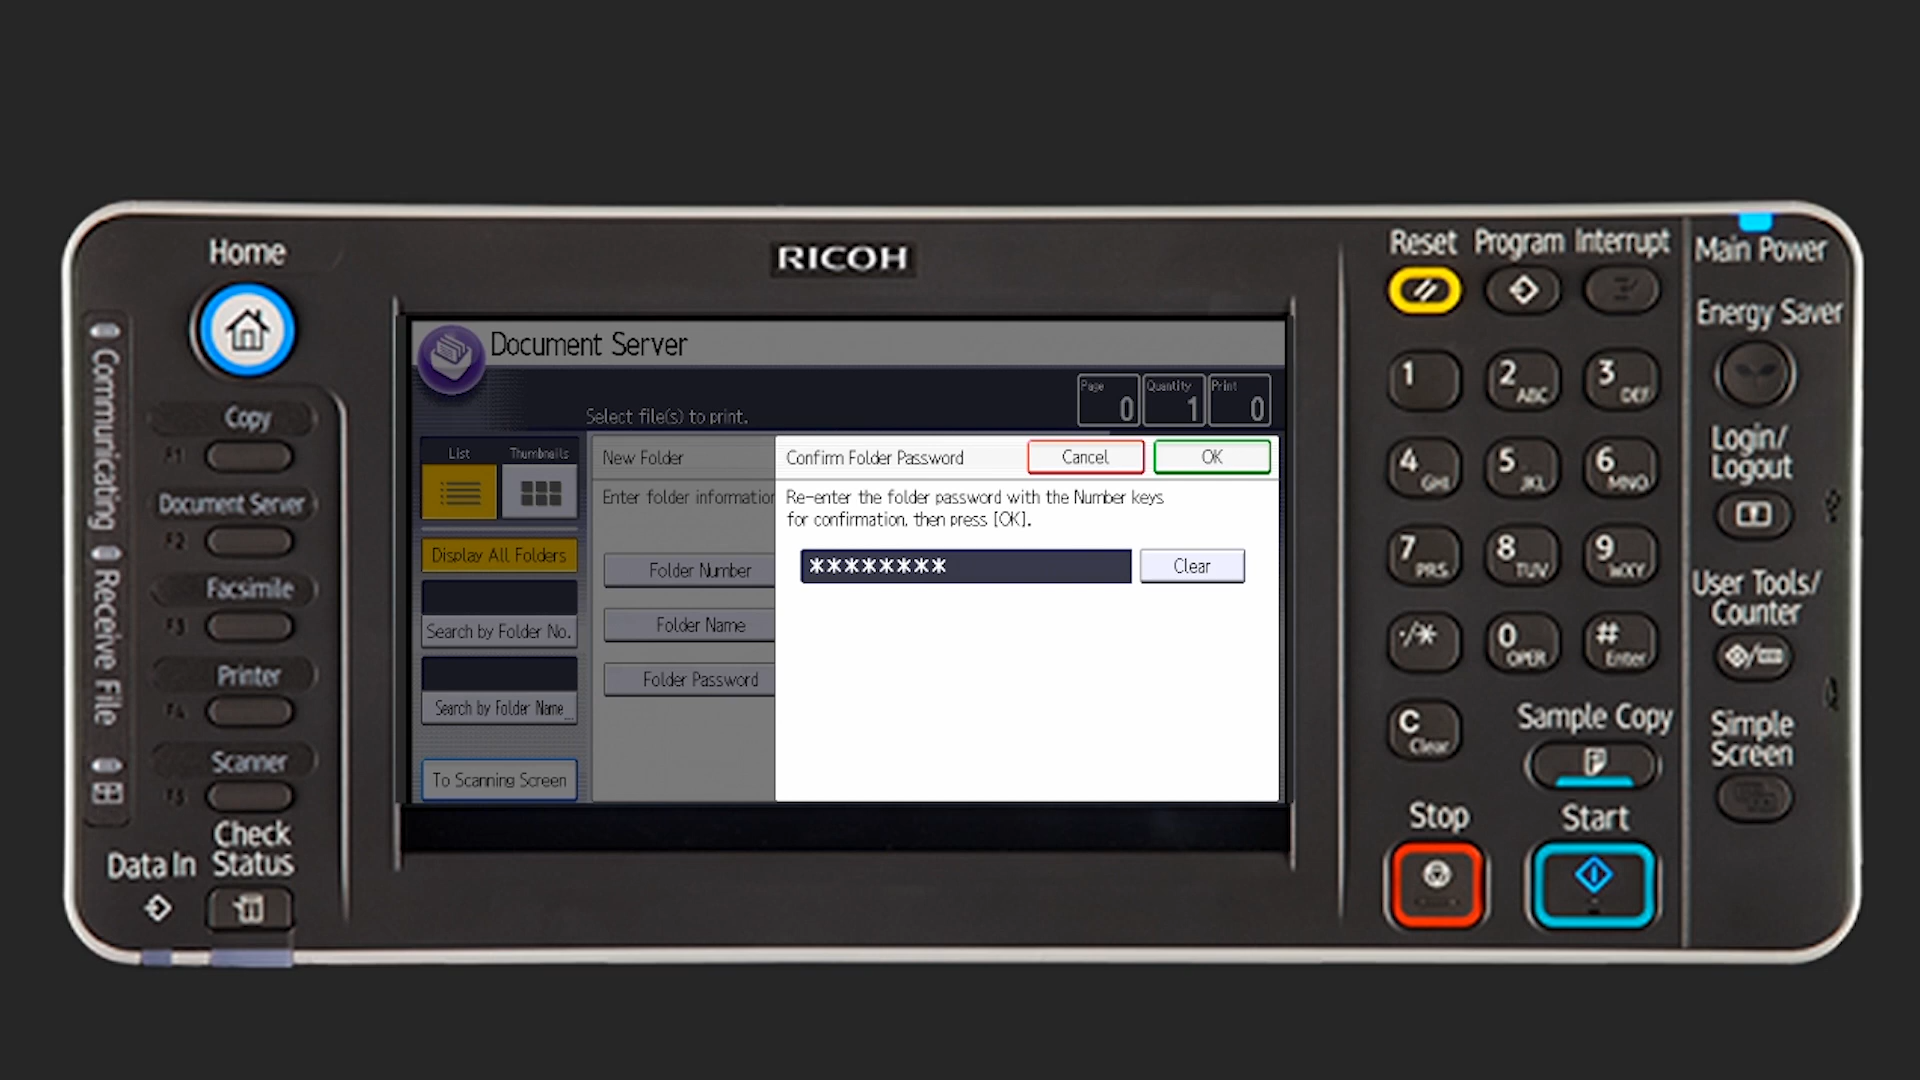 Home
RICOH
Reset
Program
Interrupt
Main Power
Energy Saver
Communicating
Receive File
Copy
F1
Document Server
F2
Facsimile
F3
Printer
F4
Scanner
F5
Check
Status
Data In
Document Server
Select file(s) to print.
Page
0
Quantity
1
Print
0
List
Thumbnails
Display All Folders
Search by Folder No.
Search by Folder Name
To Scanning Screen
New Folder
Enter folder information
Folder Number
Folder Name
Folder Password
Confirm Folder Password
Cancel
OK
Re-enter the folder password with the Number keys
for confirmation, then press [OK].
********
Clear
1
2 ABC
3 DEF
4 GHI
5 JKL
6 MNO
7 PRS
8 TUV
9 WXY
·/*
0 OPER
# Enter
C Clear
Sample Copy
Stop
Start
Login/
Logout
User Tools/
Counter
Simple
Screen